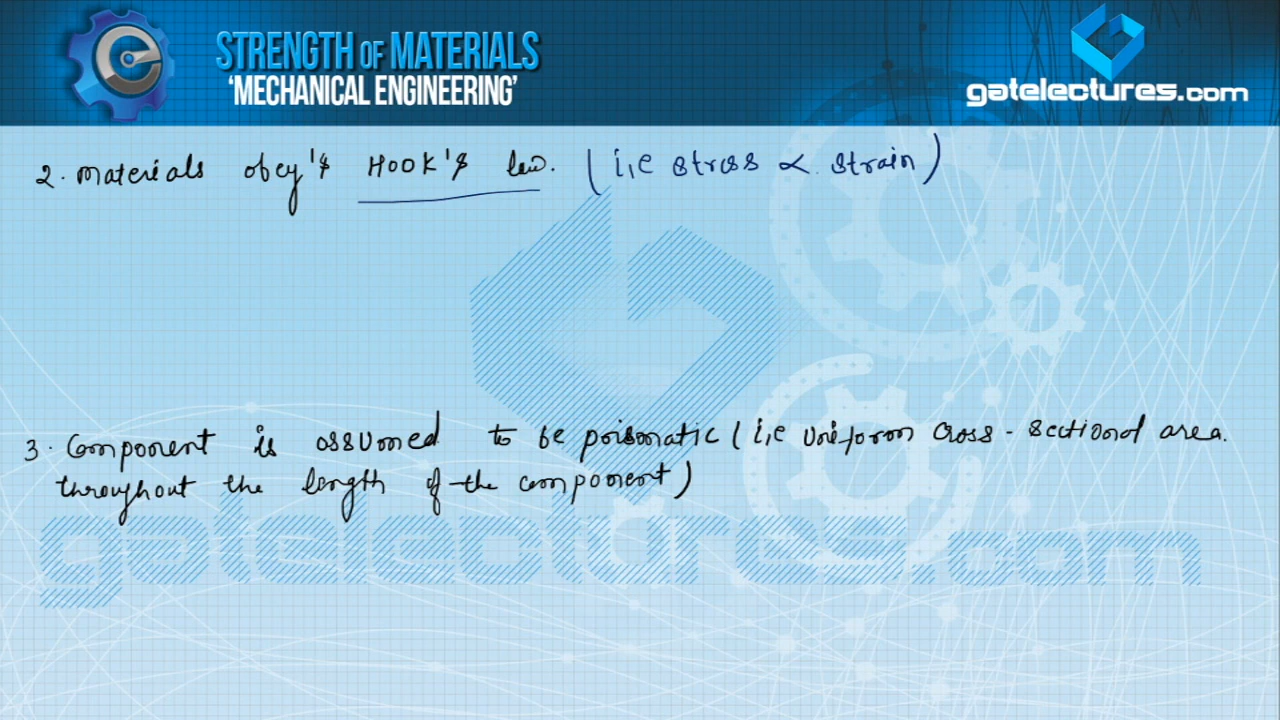 STRENGTH OF MATERIALS
'MECHANICAL ENGINEERING'
gatelectures.com
2. Materials obey's HOOK's law. (i,e stress ∝ strain)
3. Component is assumed to be prismatic (i,e uniform cross-sectional area.
throughout the length of the component)
gatelectures.com